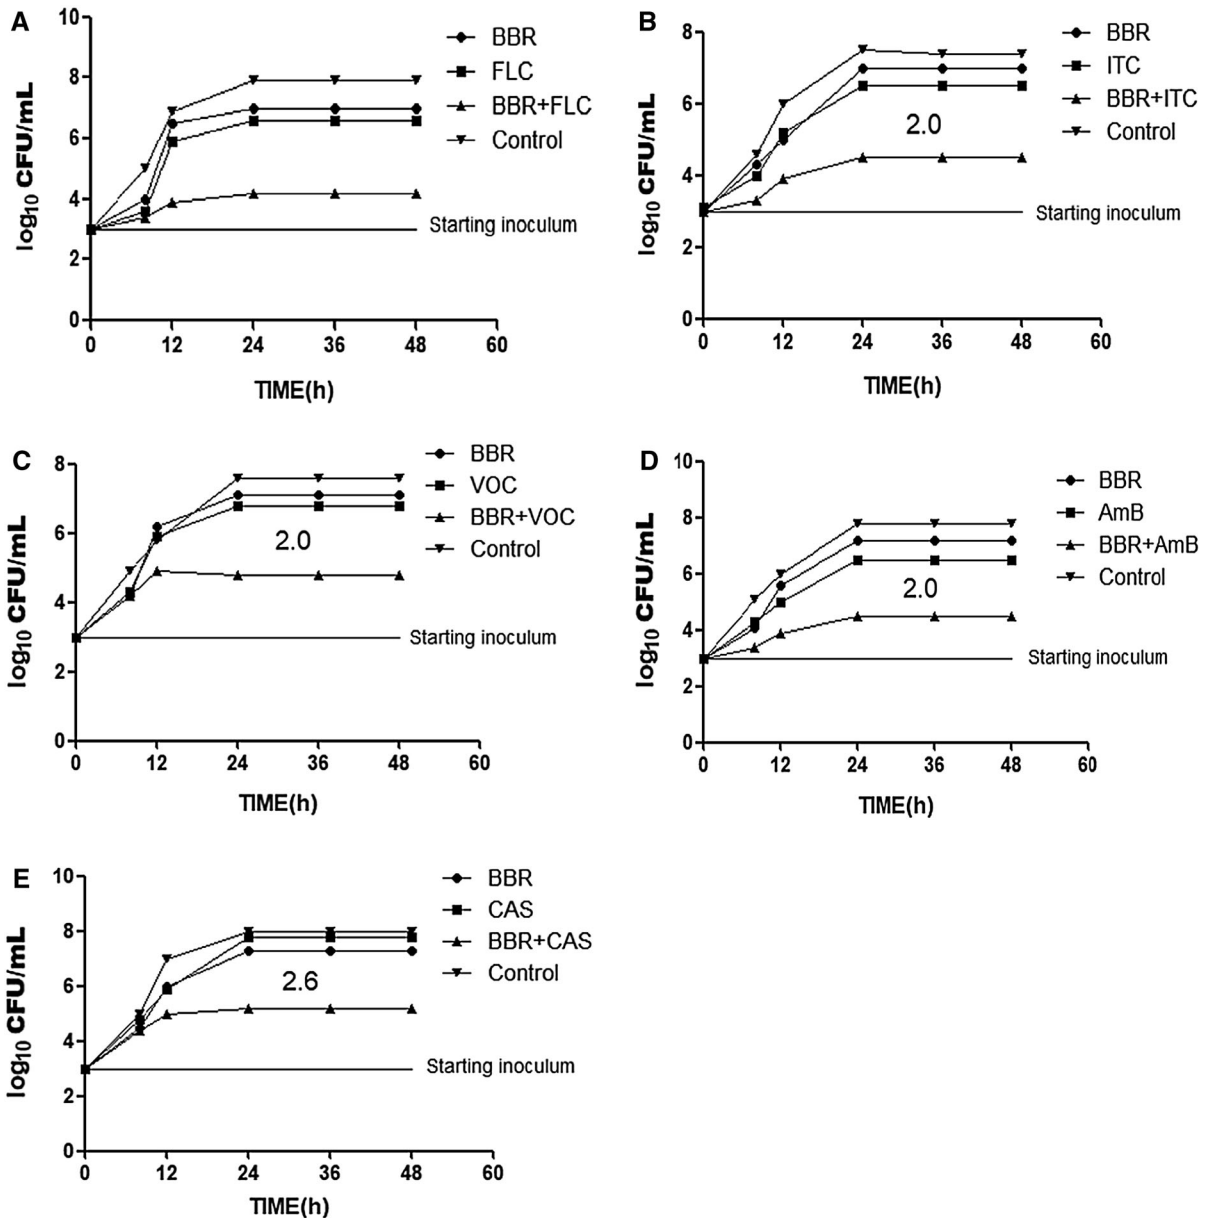 A
10
8
6
4
2
0
log10 CFU/mL
BBR
FLC
BBR+FLC
Control
Starting inoculum
0 12 24 36 48 60
TIME(h)
B
8
6
4
2
0
log10 CFU/mL
BBR
ITC
BBR+ITC
Control
2.0
Starting inoculum
0 12 24 36 48 60
TIME(h)
C
8
6
4
2
0
log10 CFU/mL
BBR
VOC
BBR+VOC
Control
2.0
Starting inoculum
0 12 24 36 48 60
TIME(h)
D
10
8
6
4
2
0
log10 CFU/mL
BBR
AmB
BBR+AmB
Control
2.0
Starting inoculum
0 12 24 36 48 60
TIME(h)
E
10
8
6
4
2
0
log10 CFU/mL
BBR
CAS
BBR+CAS
Control
2.6
Starting inoculum
0 12 24 36 48 60
TIME(h)